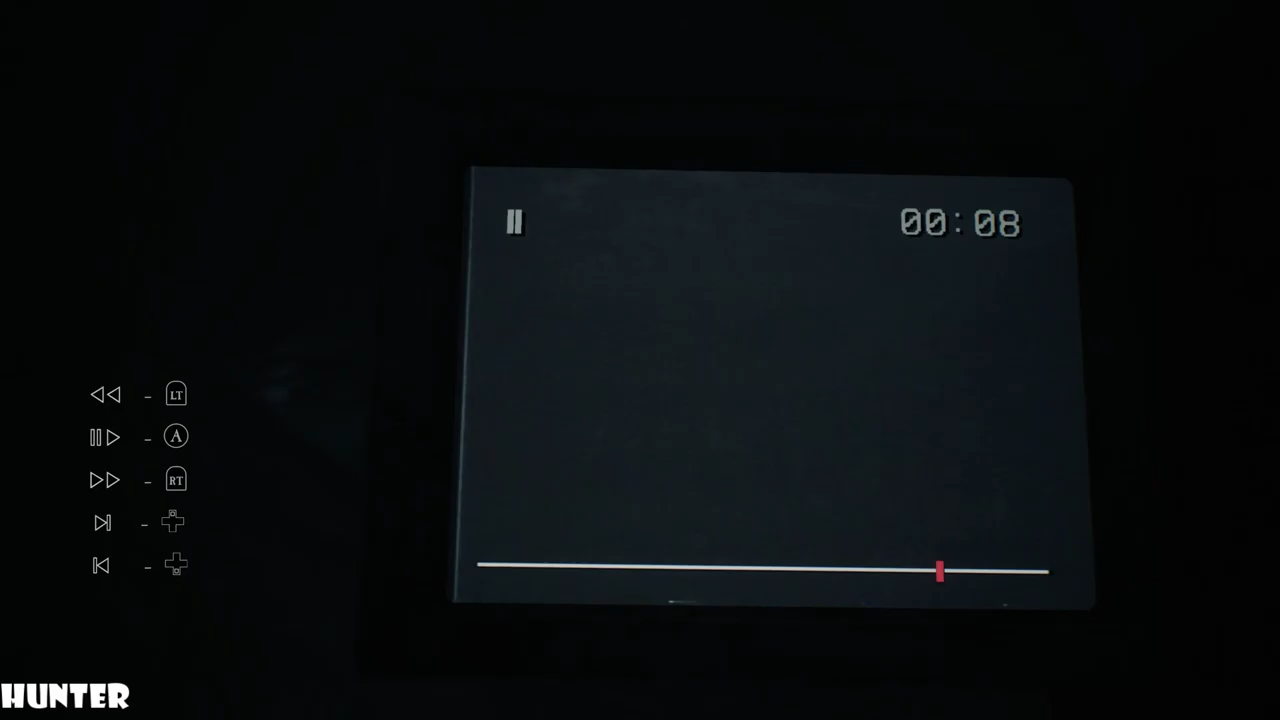 00:08
- LT
- A
- RT
-
-
HUNTER